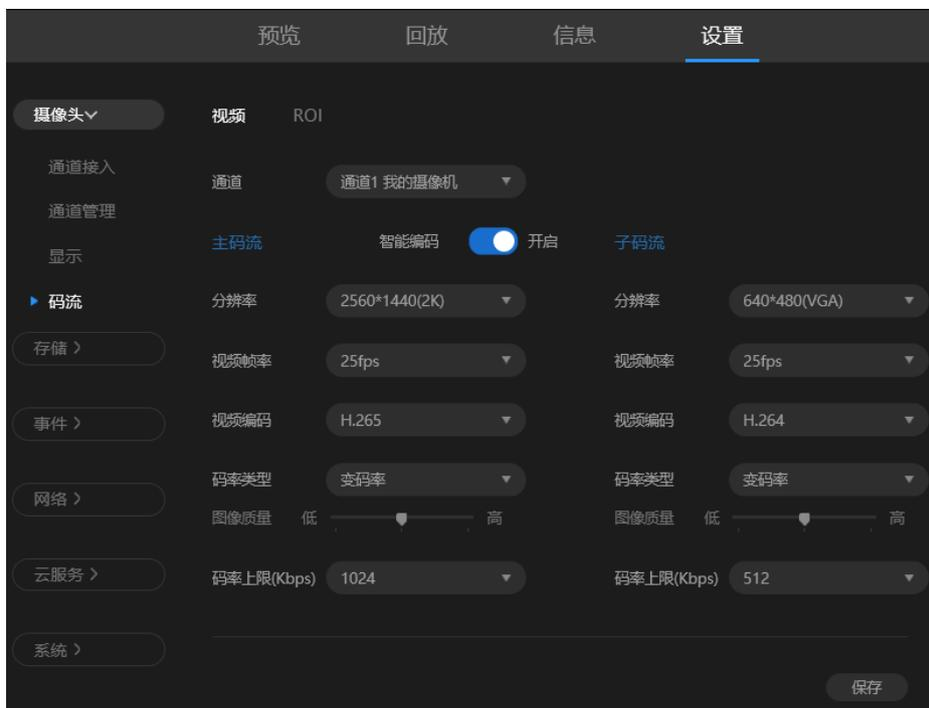 预览 回放 信息 设置
摄像头
视频 ROI
通道接入
通道 通道1 我的摄像机
通道管理
主码流 智能编码 开启 子码流
显示
码流
分辨率 2560*1440(2K) 分辨率 640*480(VGA)
存储
视频帧率 25fps 视频帧率 25fps
事件
视频编码 H.265 视频编码 H.264
码率类型 变码率 码率类型 变码率
网络
图像质量 低 高 图像质量 低 高
云服务
码率上限(Kbps) 1024 码率上限(Kbps) 512
系统
保存